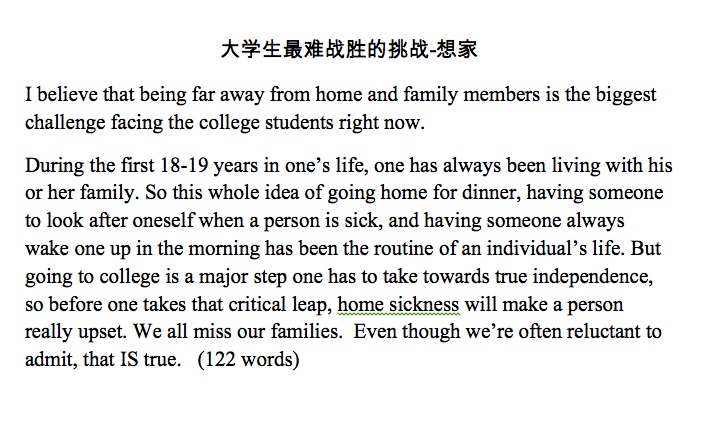 大学生最难战胜的挑战-想家
I believe that being far away from home and family members is the biggest
challenge facing the college students right now.
During the first 18-19 years in one’s life, one has always been living with his
or her family. So this whole idea of going home for dinner, having someone
to look after oneself when a person is sick, and having someone always
wake one up in the morning has been the routine of an individual’s life. But
going to college is a major step one has to take towards true independence,
so before one takes that critical leap, home sickness will make a person
really upset. We all miss our families.  Even though we’re often reluctant to
admit, that IS true.   (122 words)